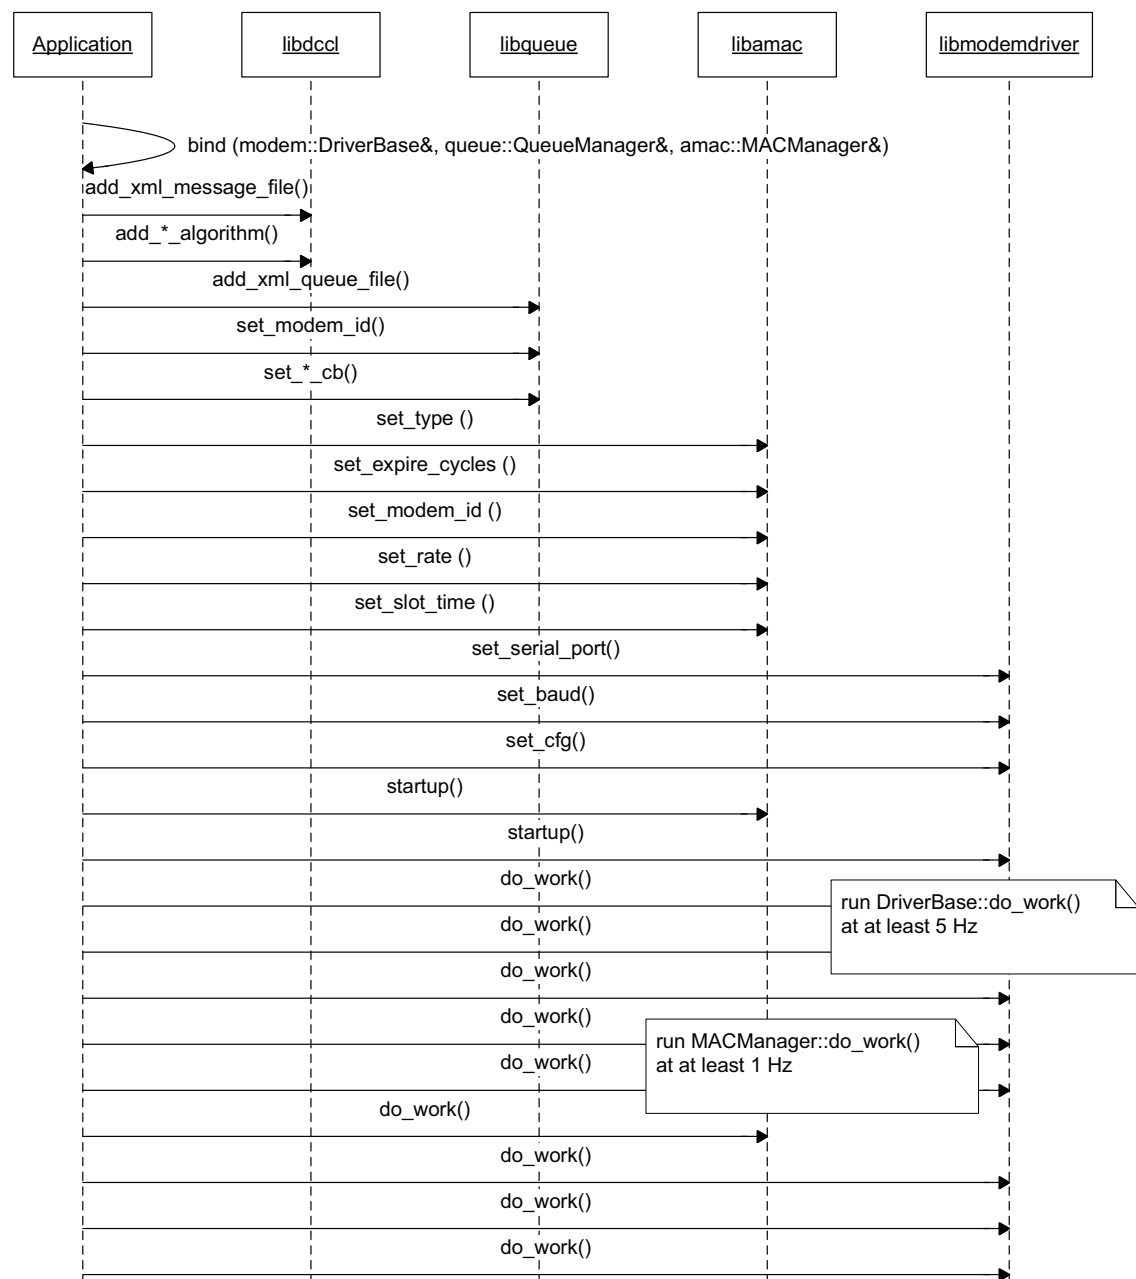 Application
libdccl
libqueue
libamac
libmodemdriver
bind (modem::DriverBase&, queue::QueueManager&, amac::MACManager&)
add_xml_message_file()
add_*_algorithm()
add_xml_queue_file()
set_modem_id()
set_*_cb()
set_type ()
set_expire_cycles ()
set_modem_id ()
set_rate ()
set_slot_time ()
set_serial_port()
set_baud()
set_cfg()
startup()
startup()
do_work()
run DriverBase::do_work()
at at least 5 Hz
do_work()
do_work()
do_work()
run MACManager::do_work()
at at least 1 Hz
do_work()
do_work()
do_work()
do_work()
do_work()